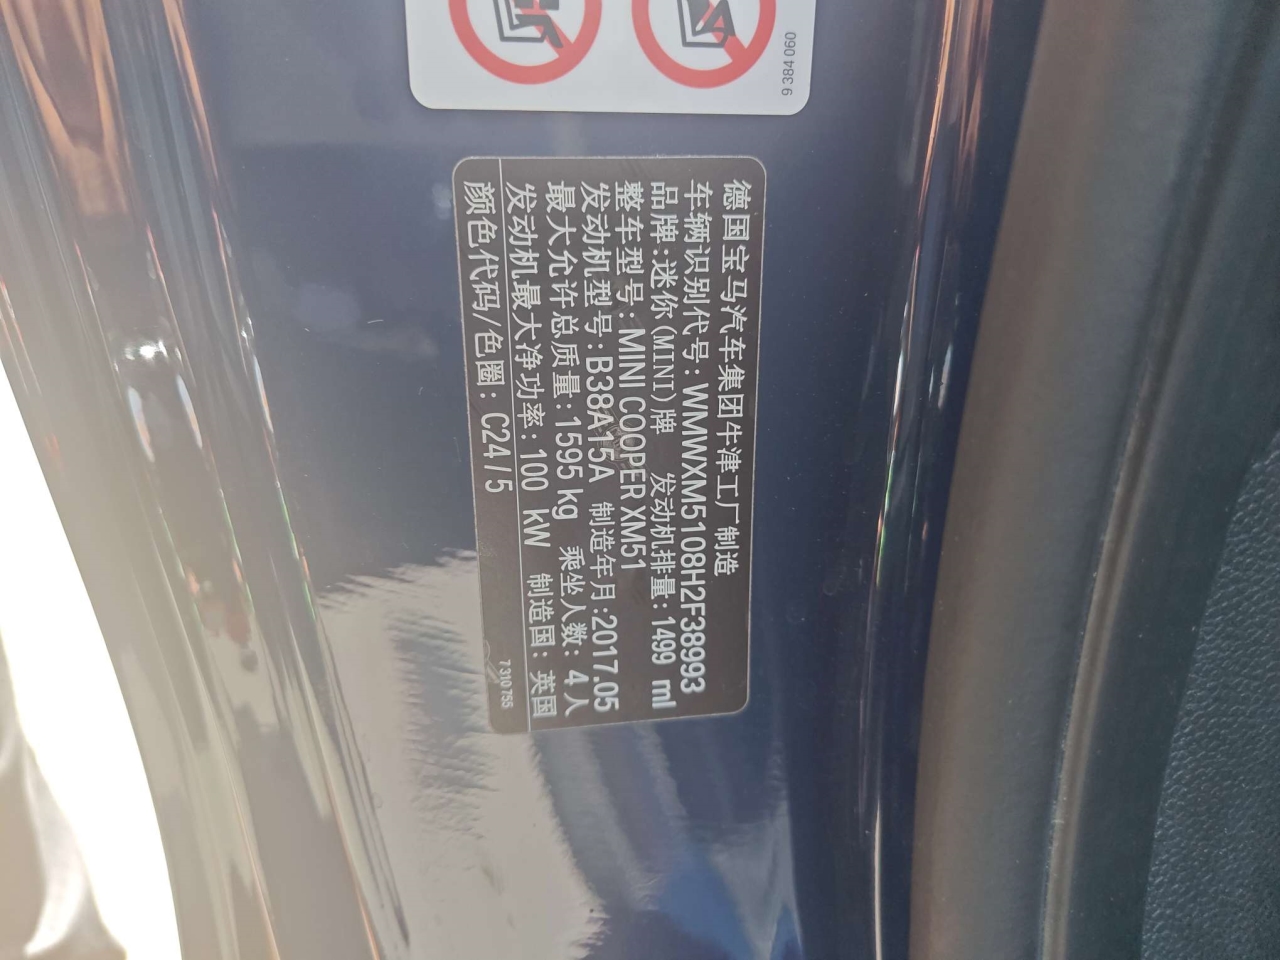 9 384 060
德国宝马汽车集团牛津工厂制造
车辆识别代号: WMWXM5108H2F38993
品牌:迷你(MINI)牌 发动机排量:1499 ml
整车型号: MINI COOPER XM51
发动机型号: B38A15A 制造年月:2017.05
最大允许总质量:1595 kg 乘坐人数: 4人
发动机最大净功率: 100 kW 制造国: 英国
颜色代码/色圈: C24/5
7310 755